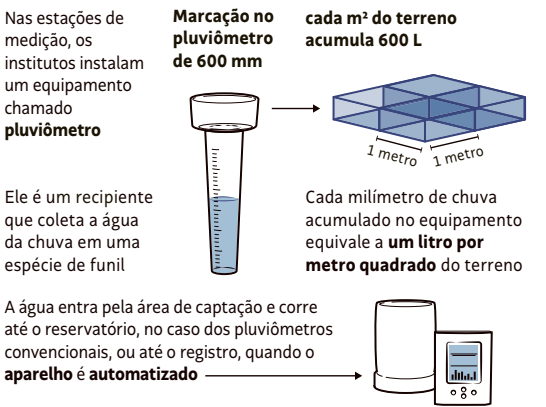 Nas estações de
medição, os
institutos instalam
um equipamento
chamado
pluviômetro
Marcação no
pluviômetro
de 600 mm
cada m² do terreno
acumula 600 L
1 metro
1 metro
Ele é um recipiente
que coleta a água
da chuva em uma
espécie de funil
Cada milímetro de chuva
acumulado no equipamento
equivale a um litro por
metro quadrado do terreno
A água entra pela área de captação e corre
até o reservatório, no caso dos pluviômetros
convencionais, ou até o registro, quando o
aparelho é automatizado